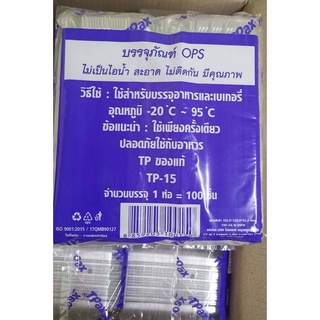 TPax
บรรจุภัณฑ์ OPS
ไม่เป็นไอน้ำ สะอาด ไม่ติดกัน มีคุณภาพ
วิธีใช้ : ใช้สำหรับบรรจุอาหารและเบเกอรี่
อุณหภูมิ -20 ํC ~ 95 ํC
ข้อแนะนำ : ใช้เพียงครั้งเดียว
ปลอดภัยใช้กับอาหาร
TP ของแท้
TP-15
จำนวนบรรจุ 1 ห่อ = 100 ชิ้น
ISO 9001:2015 / 17QMB90127
TPax
TPax